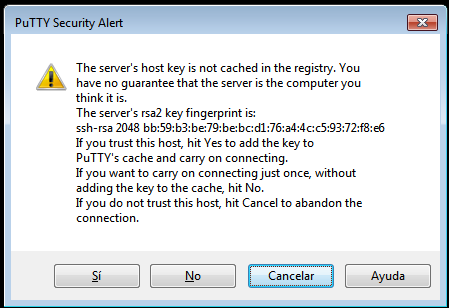 PuTTY Security Alert
The server's host key is not cached in the registry. You
have no guarantee that the server is the computer you
think it is.
The server's rsa2 key fingerprint is:
ssh-rsa 2048 bb:59:b3:be:79:be:bc:d1:76:a4:4c:c5:93:72:f8:e6
If you trust this host, hit Yes to add the key to
PuTTY's cache and carry on connecting.
If you want to carry on connecting just once, without
adding the key to the cache, hit No.
If you do not trust this host, hit Cancel to abandon the
connection.
Sí No Cancelar Ayuda